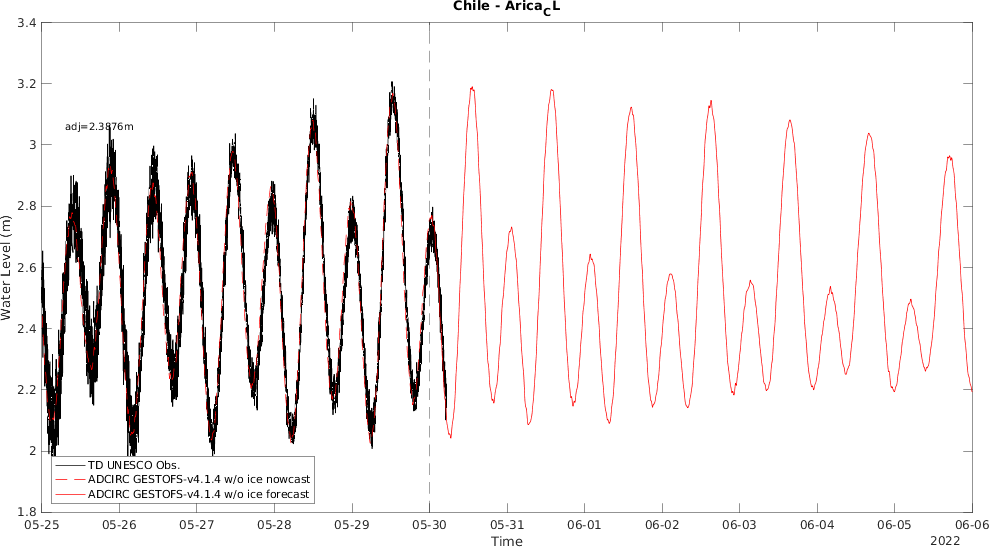 Chile - AricaCL
3.4
3.2
3
2.8
2.6
2.4
2.2
2
1.8
Water Level (m)
adj=2.3876m
TD UNESCO Obs.
ADCIRC GESTOFS-v4.1.4 w/o ice nowcast
ADCIRC GESTOFS-v4.1.4 w/o ice forecast
05-25 05-26 05-27 05-28 05-29 05-30 05-31 06-01 06-02 06-03 06-04 06-05 06-06
Time
2022